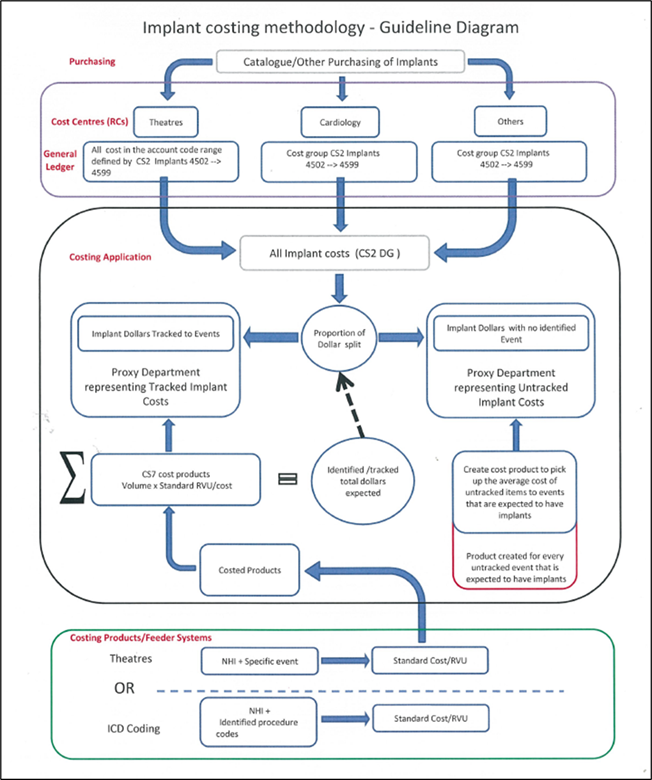 Implant costing methodology - Guideline Diagram
Purchasing
Catalogue/Other Purchasing of Implants
Cost Centres (RCs)
Theatres
Cardiology
Others
General
Ledger
All cost in the account code range
defined by CS2 Implants 4502 -->
4599
Cost group CS2 Implants
4502 --> 4599
Cost group CS2 Implants
4502 --> 4599
Costing Application
All Implant costs (CS2 DG )
Implant Dollars Tracked to Events
Proxy Department
representing Tracked Implant
Costs
Proportion of
Dollar split
Implant Dollars with no identified
Event
Proxy Department
representing Untracked
Implant Costs
∑
CS7 cost products
Volume x Standard RVU/cost
=
Identified /tracked
total dollars
expected
Create cost product to pick
up the average cost of
untracked items to events
that are expected to have
implants
Product created for every
untracked event that is
expected to have implants
Costed Products
Costing Products/Feeder Systems
Theatres
NHI + Specific event
Standard Cost/RVU
OR
ICD Coding
NHI +
Identified procedure
codes
Standard Cost/RVU